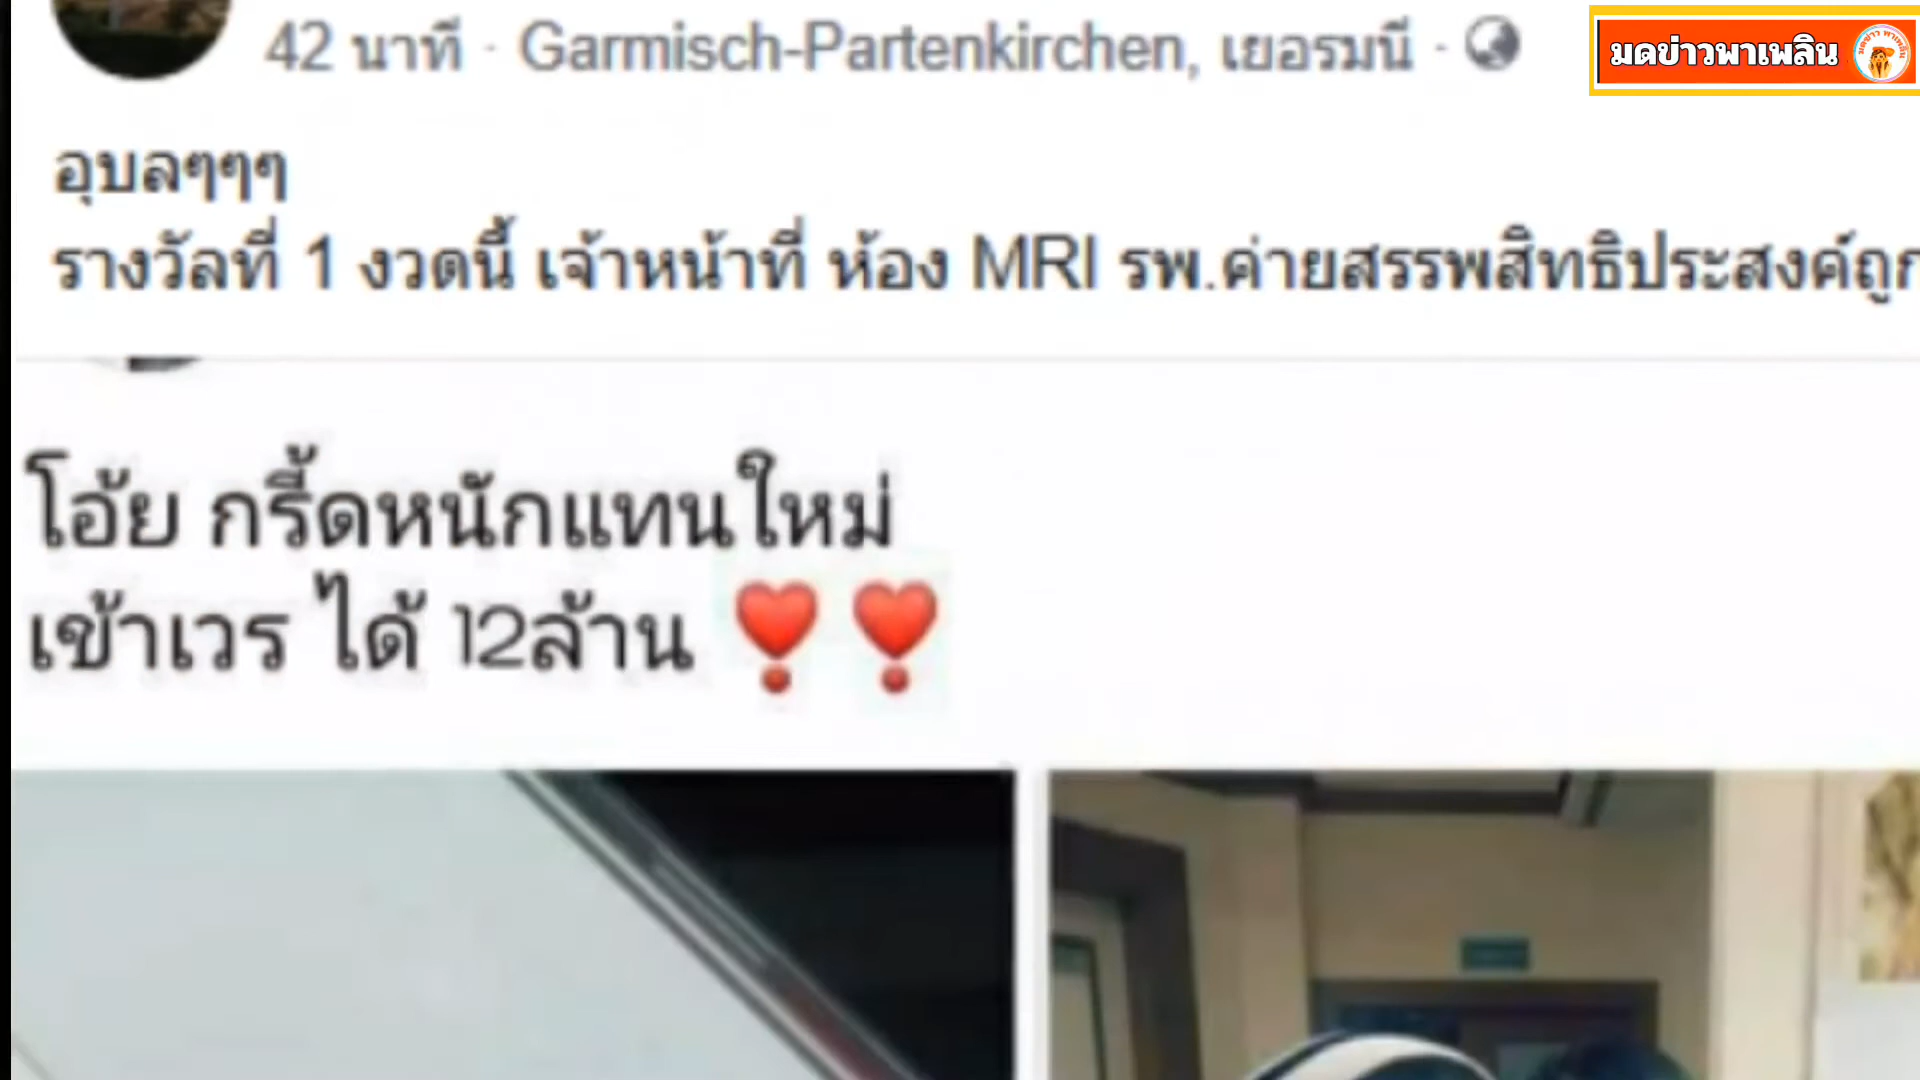 42 นาที · Garmisch-Partenkirchen, เยอรมนี ·
มดข่าวพาเพลิน
อุบลๆๆๆ
รางวัลที่ 1 งวดนี้ เจ้าหน้าที่ ห้อง MRI รพ.ค่ายสรรพสิทธิประสงค์ถูก
โอ้ย กรี้ดหนักแทนใหม่
เข้าเวร ได้ 12ล้าน ❣️❣️